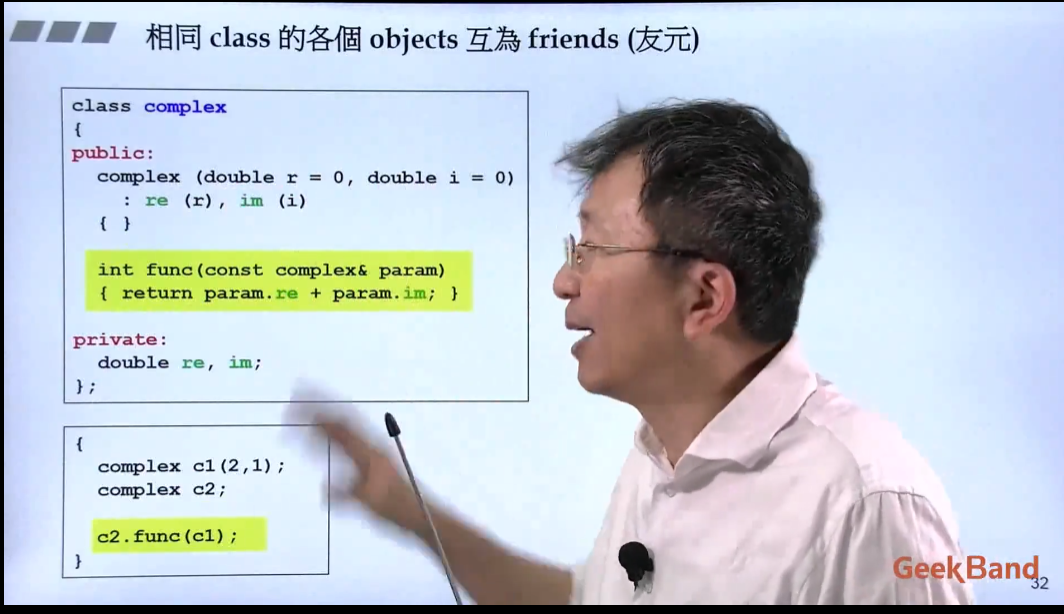 相同 class 的各個 objects 互為 friends (友元)
class complex
{
public:
complex (double r = 0, double i = 0)
: re (r), im (i)
{ }
int func(const complex& param)
{ return param.re + param.im; }
private:
double re, im;
};
{
complex c1(2,1);
complex c2;
c2.func(c1);
}
GeekBand
32